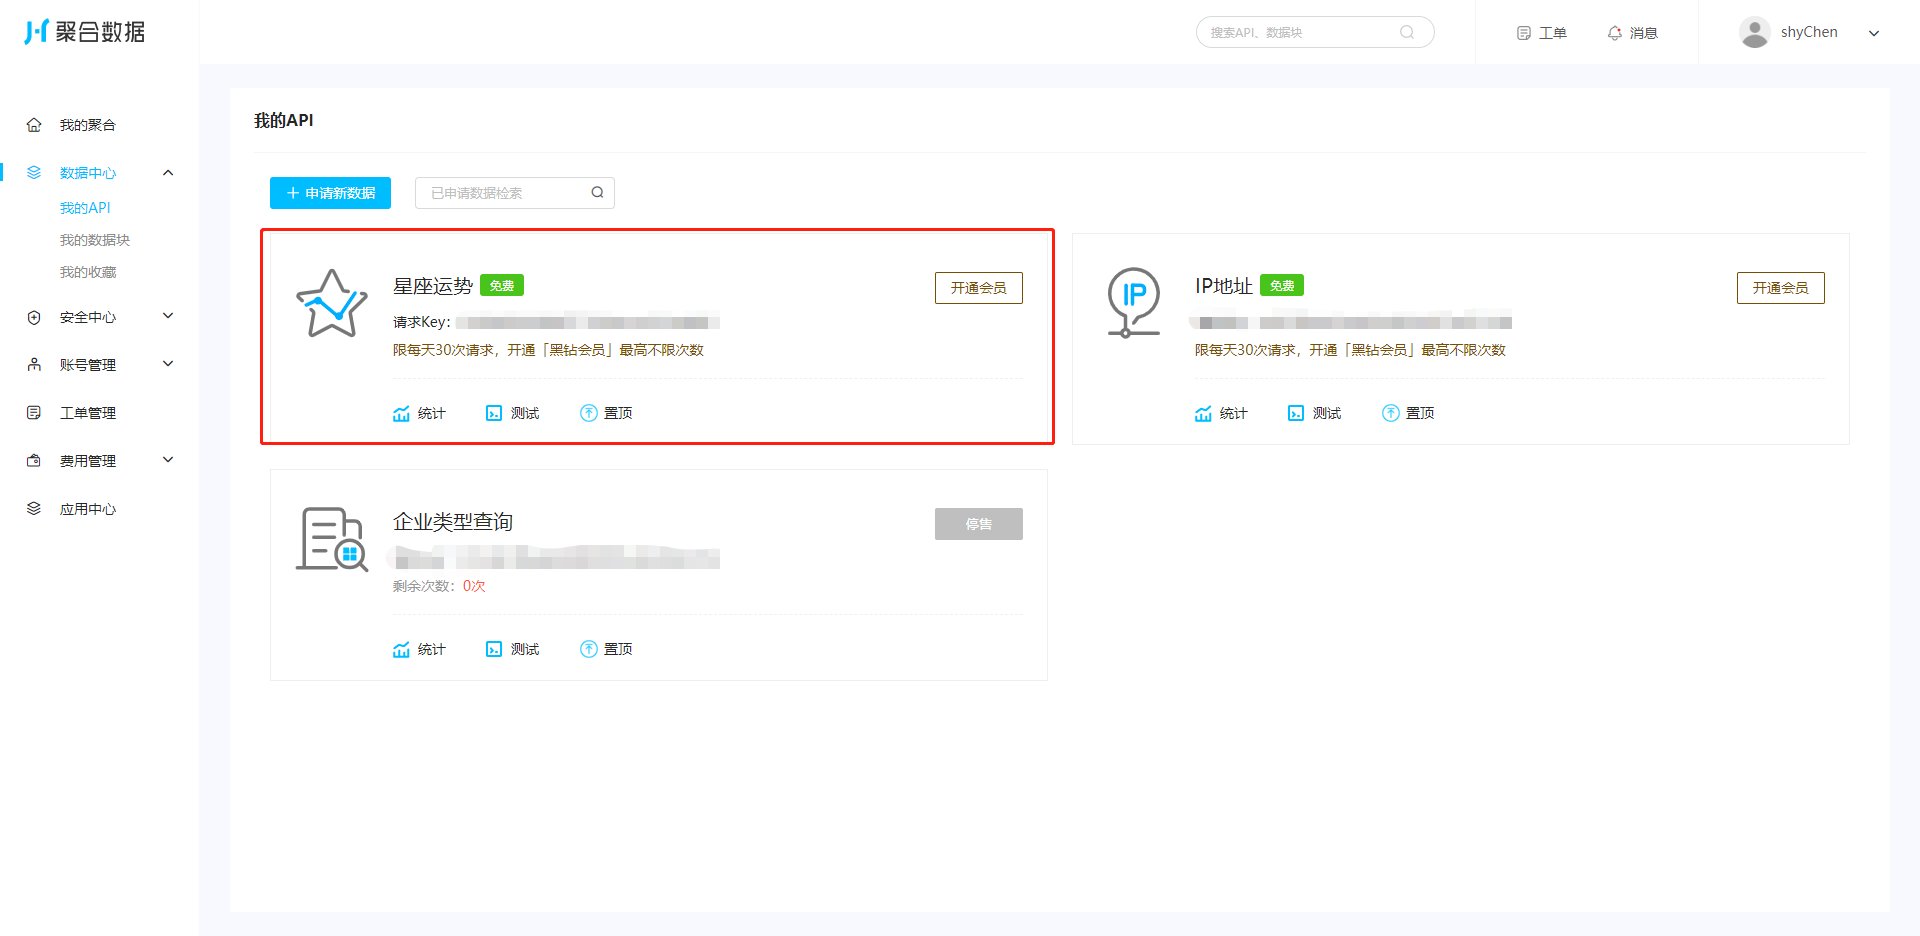 聚合数据
搜索API、数据块
工单
消息
shyChen
我的聚合
数据中心
我的API
我的数据块
我的收藏
安全中心
账号管理
工单管理
费用管理
应用中心
我的API
申请新数据
已申请数据检索
星座运势 免费
开通会员
请求Key:
限每天30次请求，开通「黑钻会员」最高不限次数
统计 测试 置顶
IP
IP地址 免费
开通会员
限每天30次请求，开通「黑钻会员」最高不限次数
统计 测试 置顶
企业类型查询
停售
剩余次数：0次
统计 测试 置顶